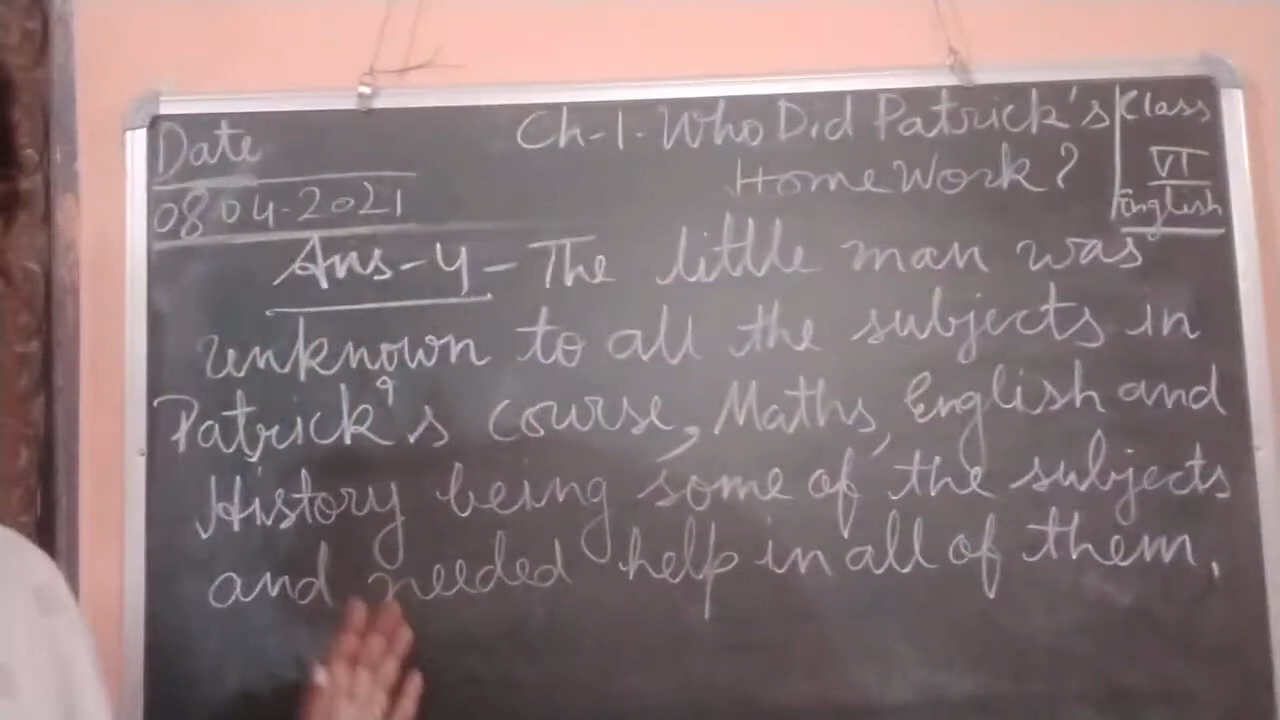 Date
08 04-2021
Ch-1. Who Did Patrick's
HomeWork?
Class
VI
English
Ans-4- The little man was
unknown to all the subjects in
Patrick's course, Maths, English and
History being some of the subjects
and needed help in all of them.